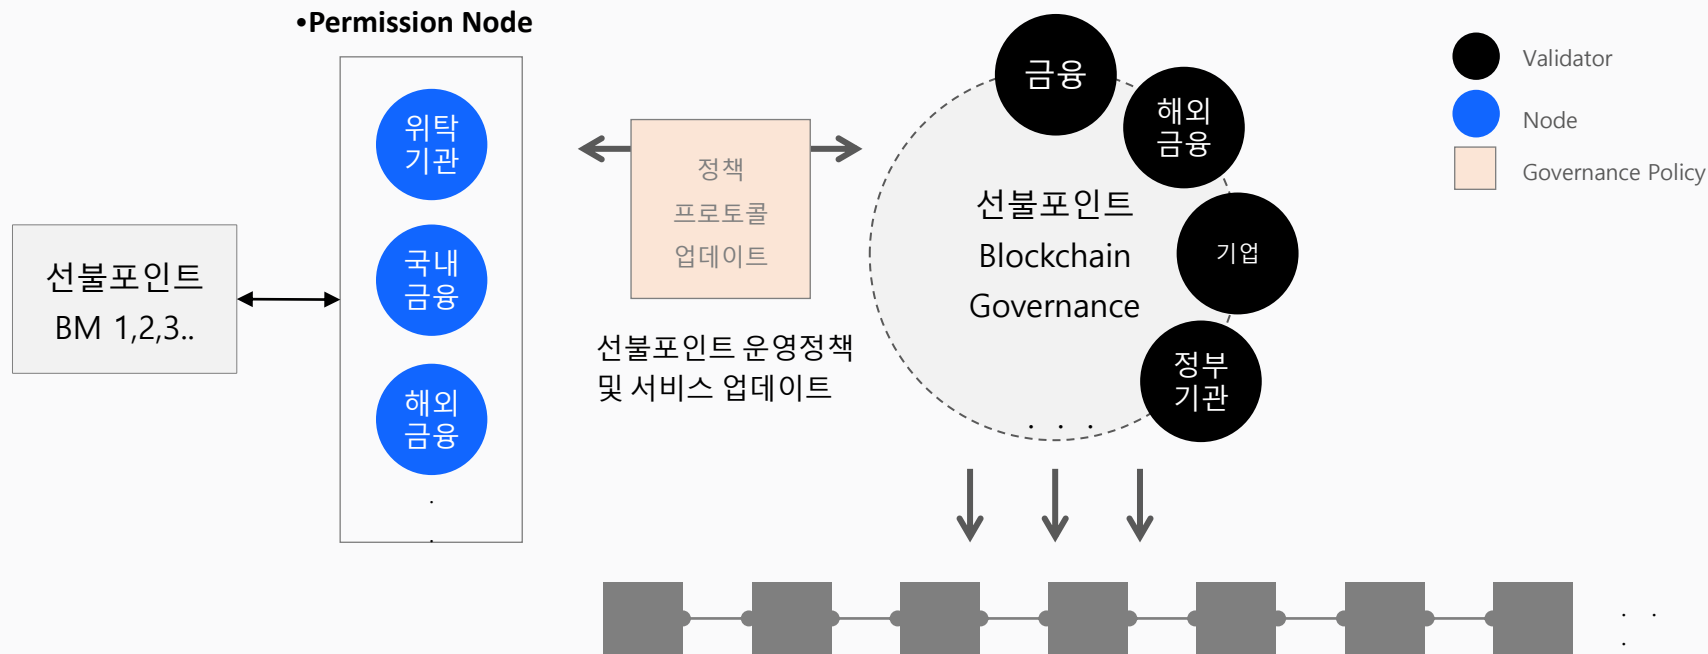 •Permission Node
위탁
기관
국내
금융
해외
금융
.
.
선불포인트
BM 1,2,3..
정책
프로토콜
업데이트
선불포인트 운영정책
및 서비스 업데이트
금융
해외
금융
기업
정부
기관
선불포인트
Blockchain
Governance
. . .
Validator
Node
Governance Policy
. .
.